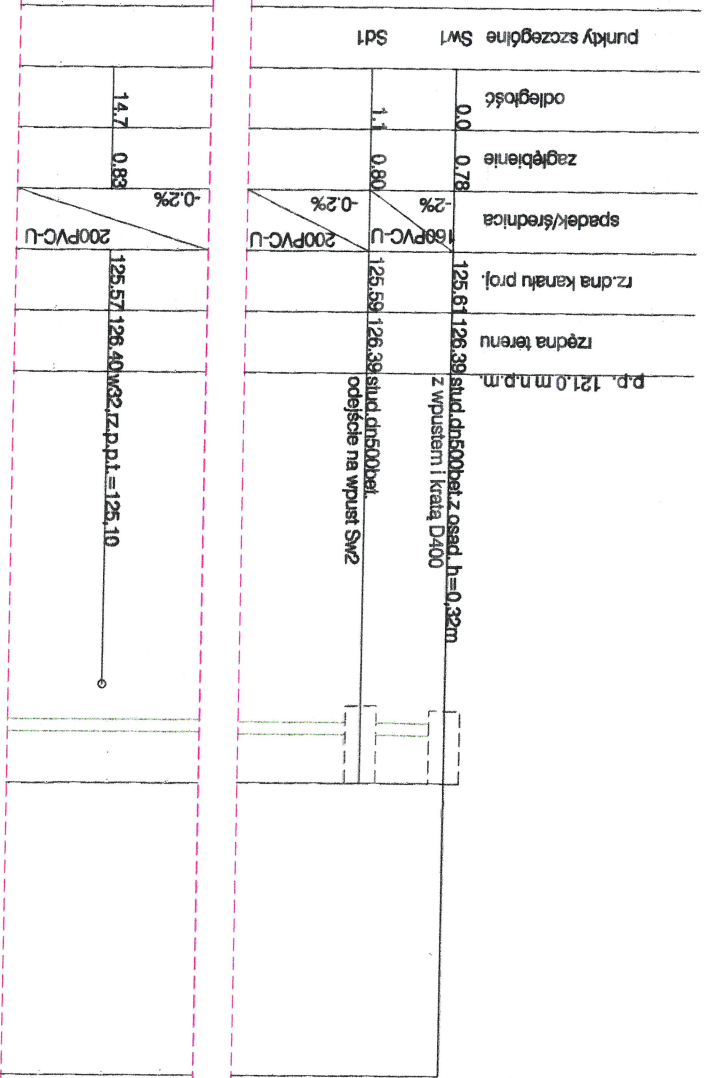 p.p. 121.0 m n.p.m.
rzędna terenu
rz.dna kanału proj.
spadek/średnica
zagłębienie
odległość
punkty szczególne
Sw1
Sd1
0.0
0.78
-2%
160PVC-U
125.61 126.39 stud.dn500bet.z osad. h=0,32m
z wpustem i kratą D400
1.1
0.80
-0.2%
200PVC-U
125.59 126.39 stud.dn500bet.
odejście na wpust Sw2
14.7
0.83
-0.2%
200PVC-U
125.57 126.40 w32,rz.p.p.t.=125,10